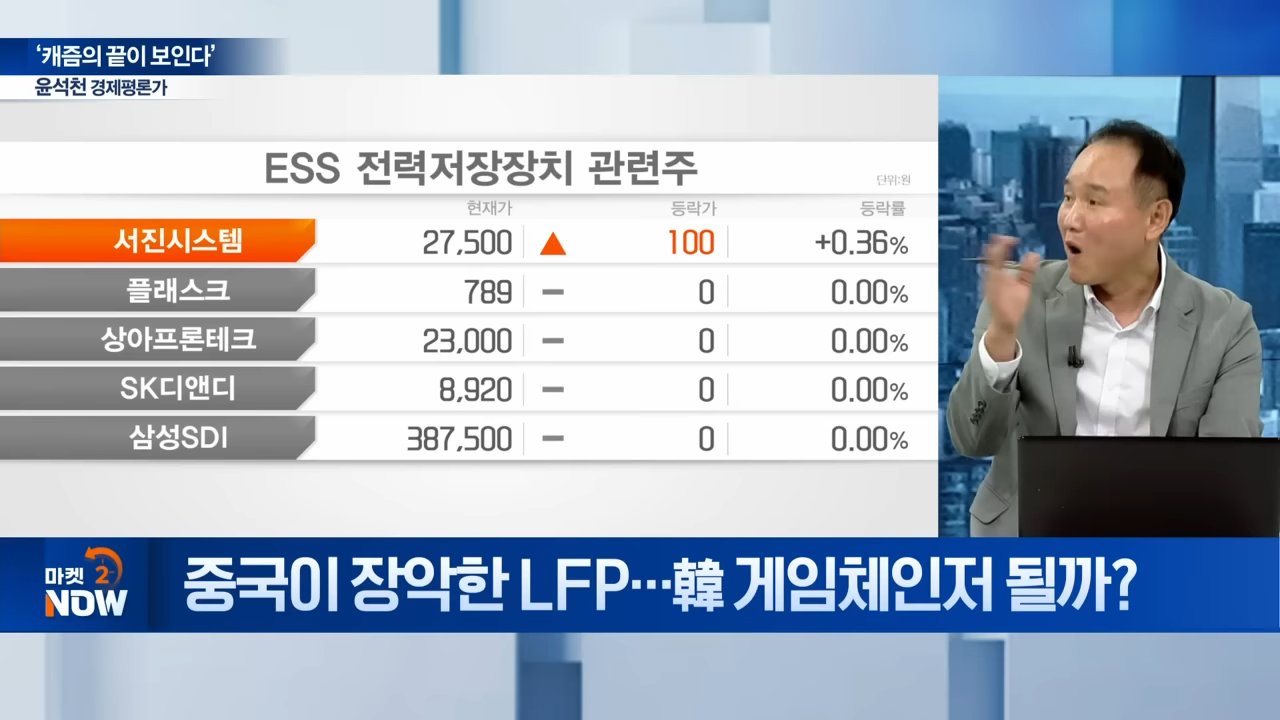 ‘캐즘의 끝이 보인다’
윤석천 경제평론가
ESS 전력저장장치 관련주
단위:원
현재가 등락가 등락률
서진시스템 27,500 ▲ 100 +0.36%
플래스크 789 － 0 0.00%
상아프론테크 23,000 － 0 0.00%
SK디앤디 8,920 － 0 0.00%
삼성SDI 387,500 － 0 0.00%
마켓 2
NOW
중국이 장악한 LFP…韓 게임체인저 될까?